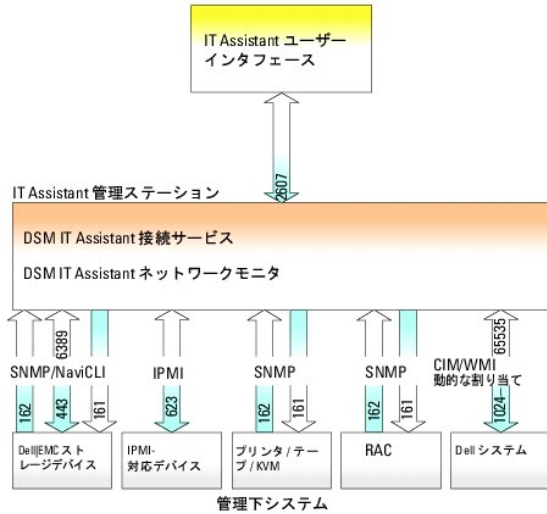 IT Assistant ユーザー
インタフェース
2607
IT Assistant 管理ステーション
DSM IT Assistant 接続サービス
DSM IT Assistant ネットワークモニタ
6389
65535
SNMP/NaviCLI
IPMI
SNMP
SNMP
CIM/WMI
動的な割り当て
162
443
161
623
162
161
162
161
1024–
Dell|EMC スト
レージデバイス
IPMI-
対応デバイス
プリンタ / テー
プ / KVM
RAC
Dell システム
管理下システム